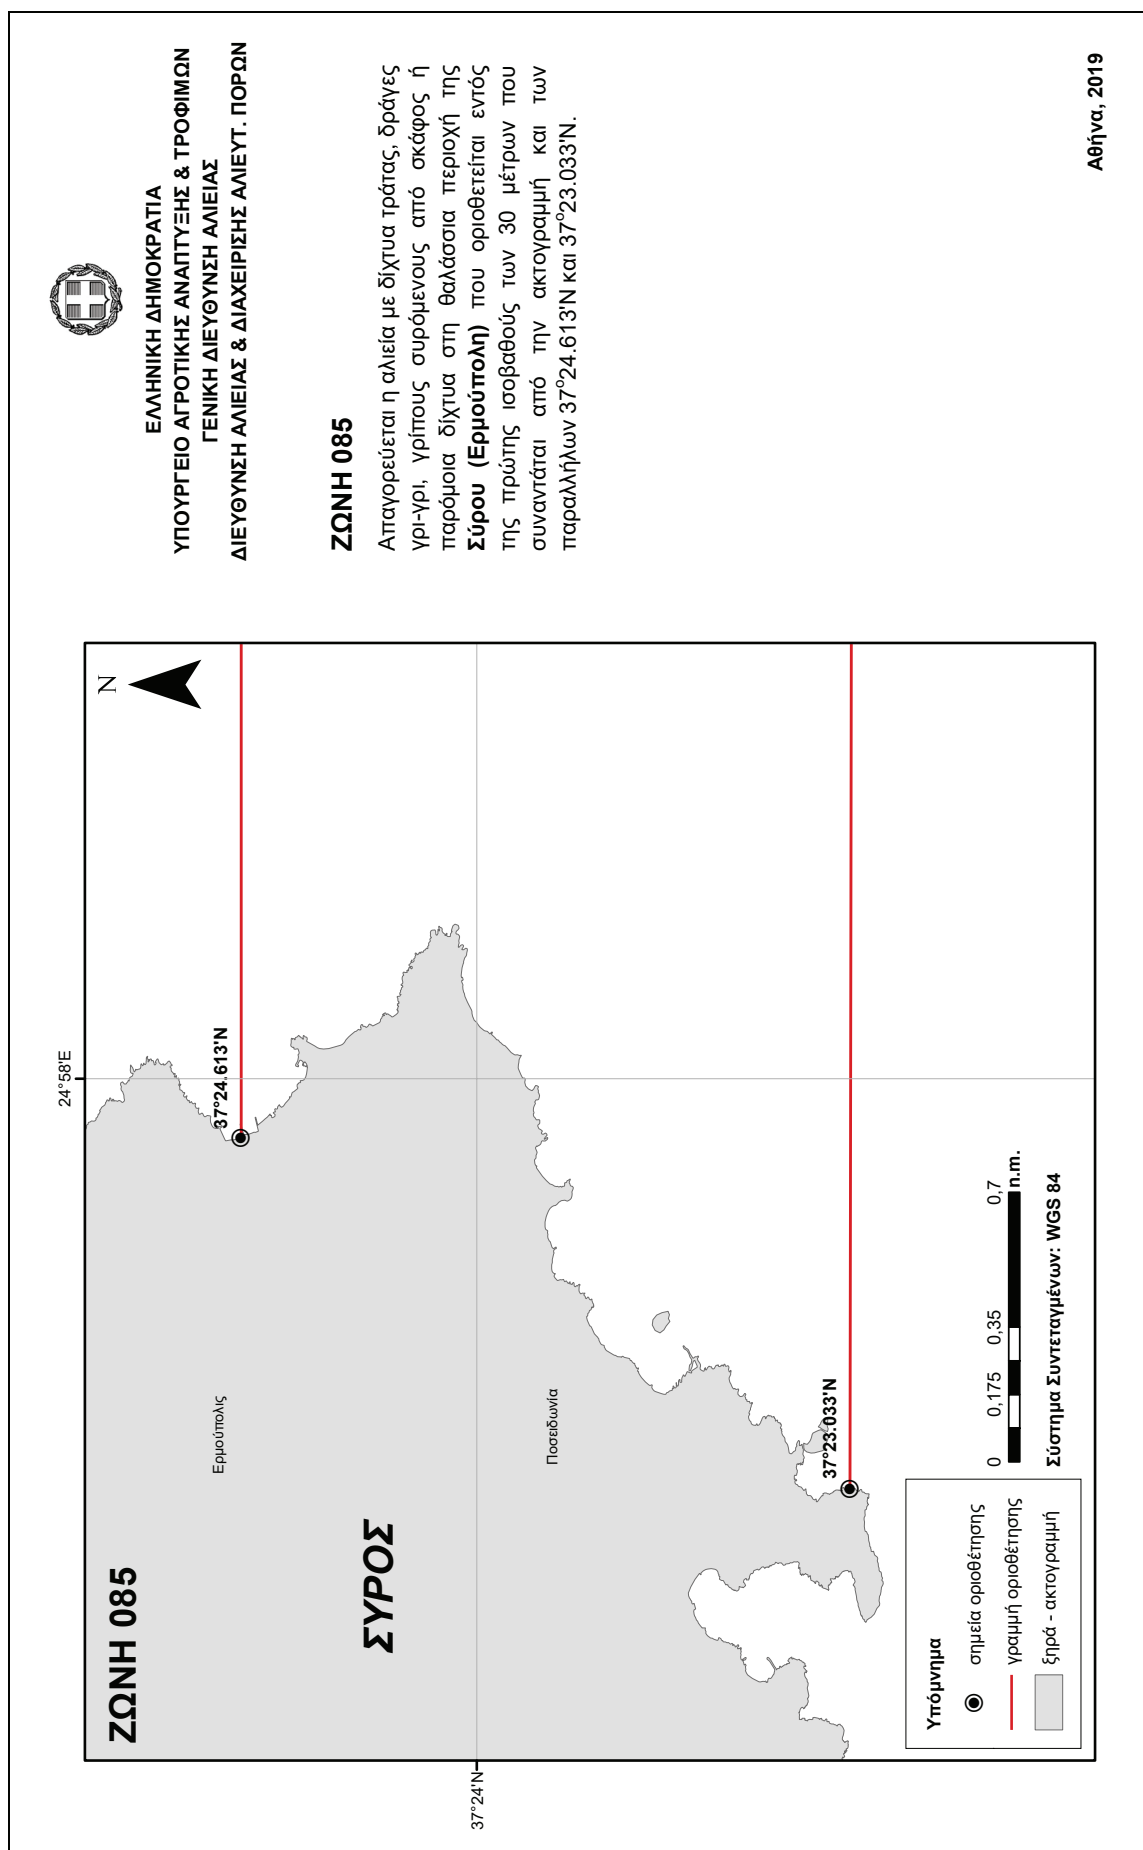 ΕΛΛΗΝΙΚΗ ΔΗΜΟΚΡΑΤΙΑ
ΥΠΟΥΡΓΕΙΟ ΑΓΡΟΤΙΚΗΣ ΑΝΑΠΤΥΞΗΣ & ΤΡΟΦΙΜΩΝ
ΓΕΝΙΚΗ ΔΙΕΥΘΥΝΣΗ ΑΛΙΕΙΑΣ
ΔΙΕΥΘΥΝΣΗ ΑΛΙΕΙΑΣ & ΔΙΑΧΕΙΡΙΣΗΣ ΑΛΙΕΥΤ. ΠΟΡΩΝ
ΖΩΝΗ 085
Απαγορεύεται η αλιεία με δίχτυα τράτας, δράγες
γρι-γρι, γρίπους συρόμενους από σκάφος ή
παρόμοια δίχτυα στη θαλάσσια περιοχή της
Σύρου (Ερμούπολη) που οριοθετείται εντός
της πρώτης ισοβαθούς των 30 μέτρων που
συναντάται από την ακτογραμμή και των
παραλλήλων 37°24.613'N και 37°23.033'N.
Αθήνα, 2019
ΖΩΝΗ 085
24°58'E
N
37°24.613'N
Ερμούπολις
ΣΥΡΟΣ
37°24'N
Ποσειδωνία
37°23.033'N
Υπόμνημα
σημεία οριοθέτησης
γραμμή οριοθέτησης
ξηρά - ακτογραμμή
0 0,175 0,35 0,7
n.m.
Σύστημα Συντεταγμένων: WGS 84